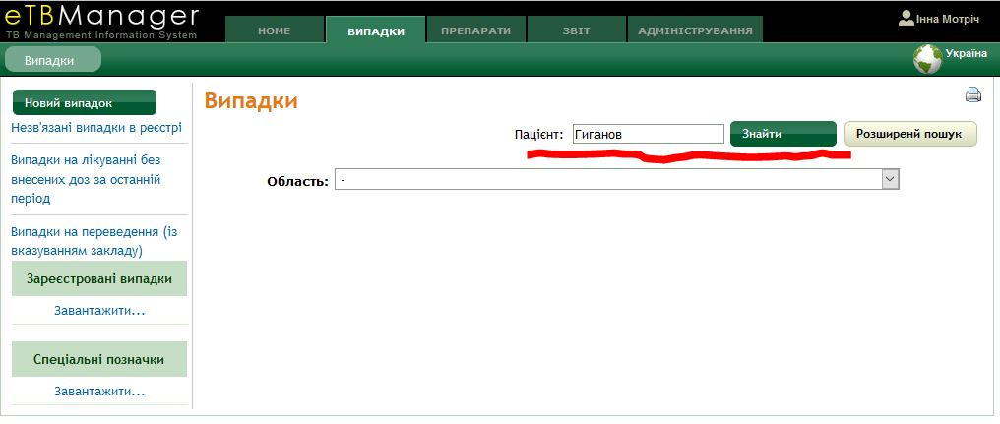 eTBManager
TB Management Information System
HOME
ВИПАДКИ
ПРЕПАРАТИ
ЗВІТ
АДМІНІСТРУВАННЯ
Інна Мотріч
Випадки
Україна
Новий випадок
Незв'язані випадки в реєстрі
Випадки на лікуванні без
внесених доз за останній
період
Випадки на переведення (із
вказуванням закладу)
Зареєстровані випадки
Завантажити...
Спеціальні позначки
Завантажити...
Випадки
Пацієнт:
Гиганов
Знайти
Розширенй пошук
Область:
-